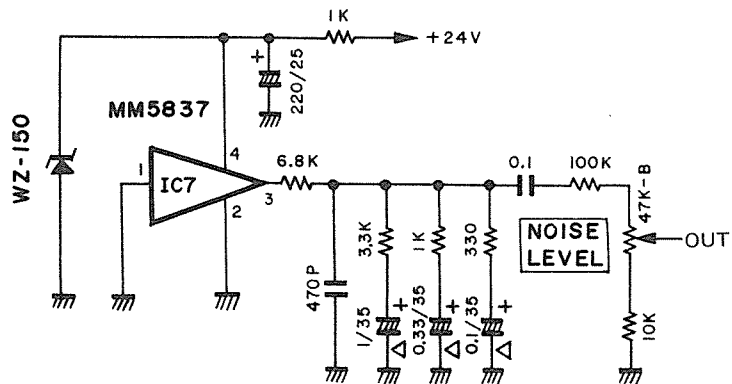 1K
+24V
+
220/25
MM5837
WZ-150
1
IC7
4
2
3
6.8K
0.1
100K
47K-B
OUT
NOISE
LEVEL
3.3K
1K
330
470P
1/35
+
0.33/35
+
0.1/35
+
10K